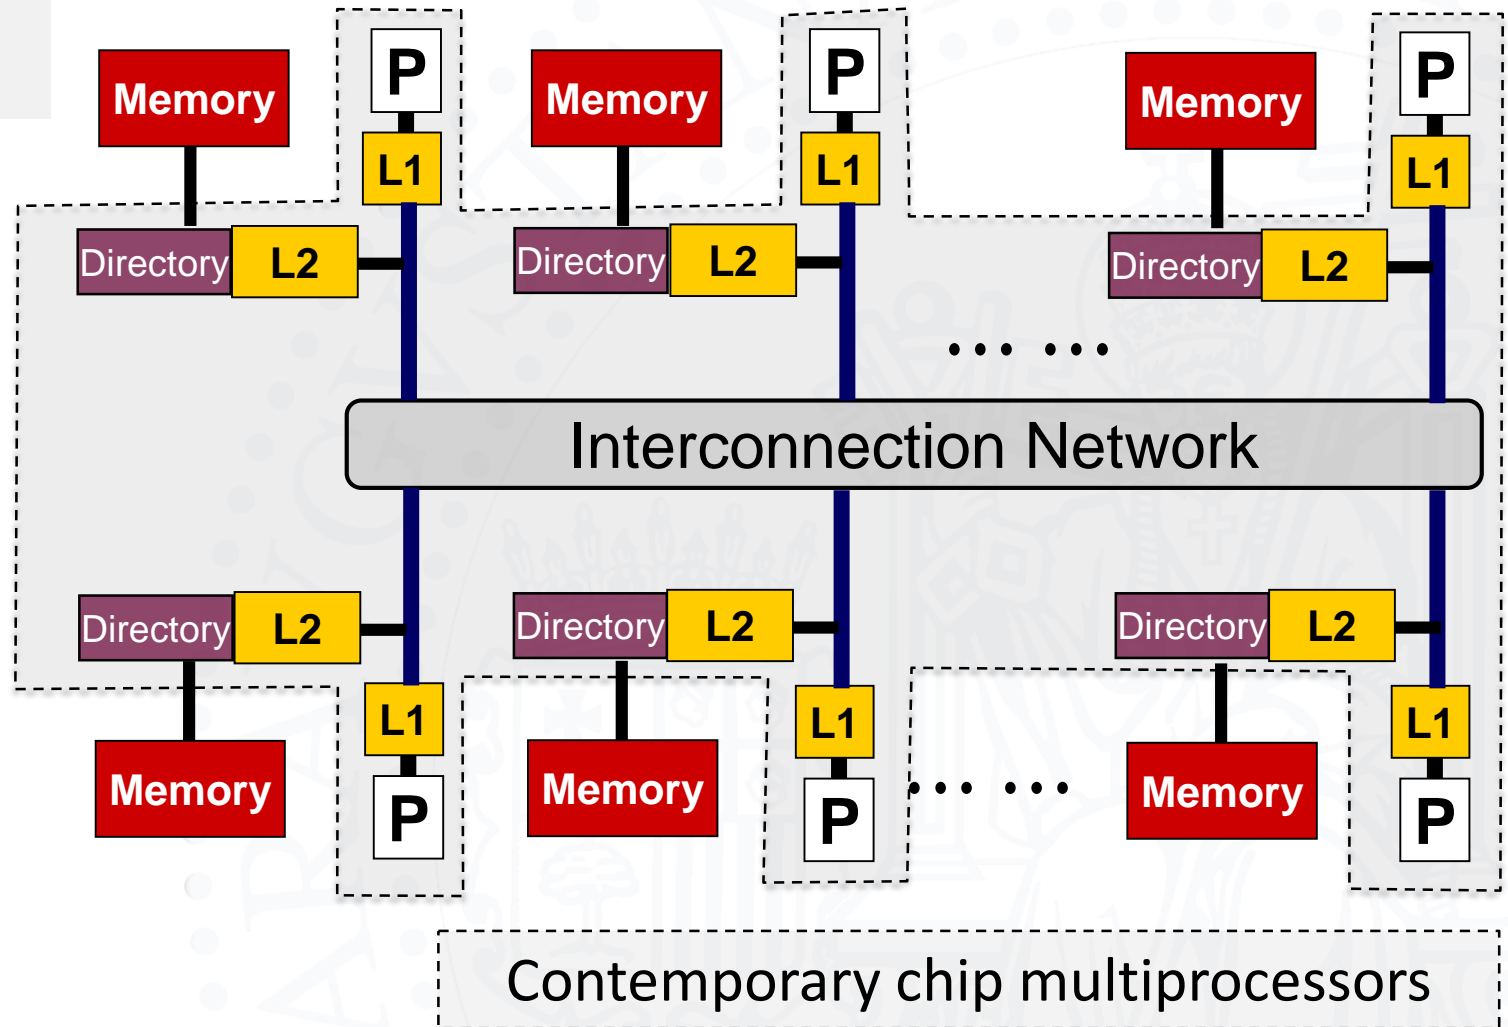 P P P
Memory Memory Memory
L1 L1 L1
Directory L2 Directory L2 Directory L2
Interconnection Network
Directory L2 Directory L2 Directory L2
L1 L1 L1
Memory Memory Memory
P P P
Contemporary chip multiprocessors